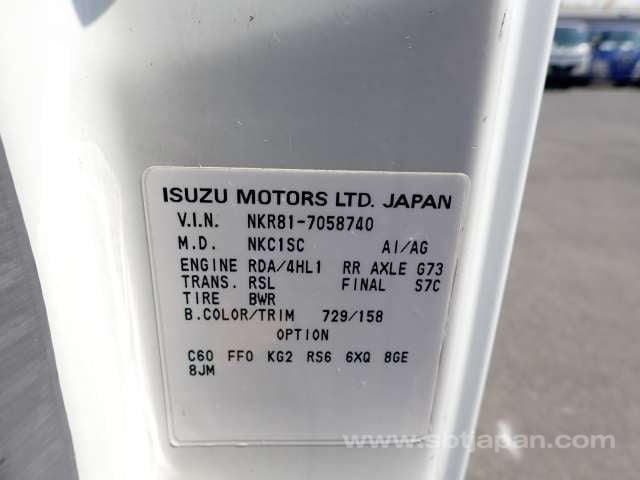 ISUZU MOTORS LTD. JAPAN
V.I.N. NKR81-7058740
M.D. NKC1SC AI/AG
ENGINE RDA/4HL1 RR AXLE G73
TRANS. RSL FINAL S7C
TIRE BWR
B.COLOR/TRIM 729/158
OPTION
C60 FF0 KG2 RS6 6XQ 8GE
8JM
www.sbtjapan.com